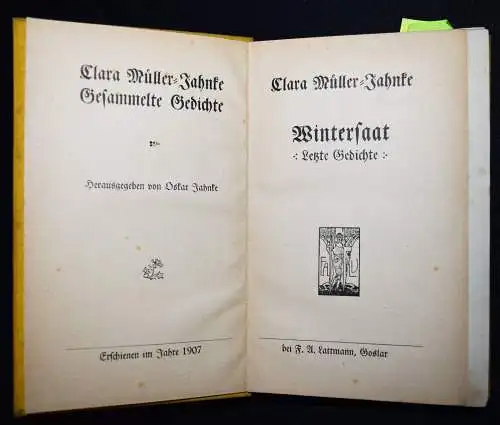 Clara Müller-Jahnke
Gesammelte Gedichte
Herausgegeben von Oskar Jahnke
Erschienen im Jahre 1907
Clara Müller-Jahnke
Wintersaat
·: Letzte Gedichte :·
FAL
bei F. A. Lattmann, Goslar